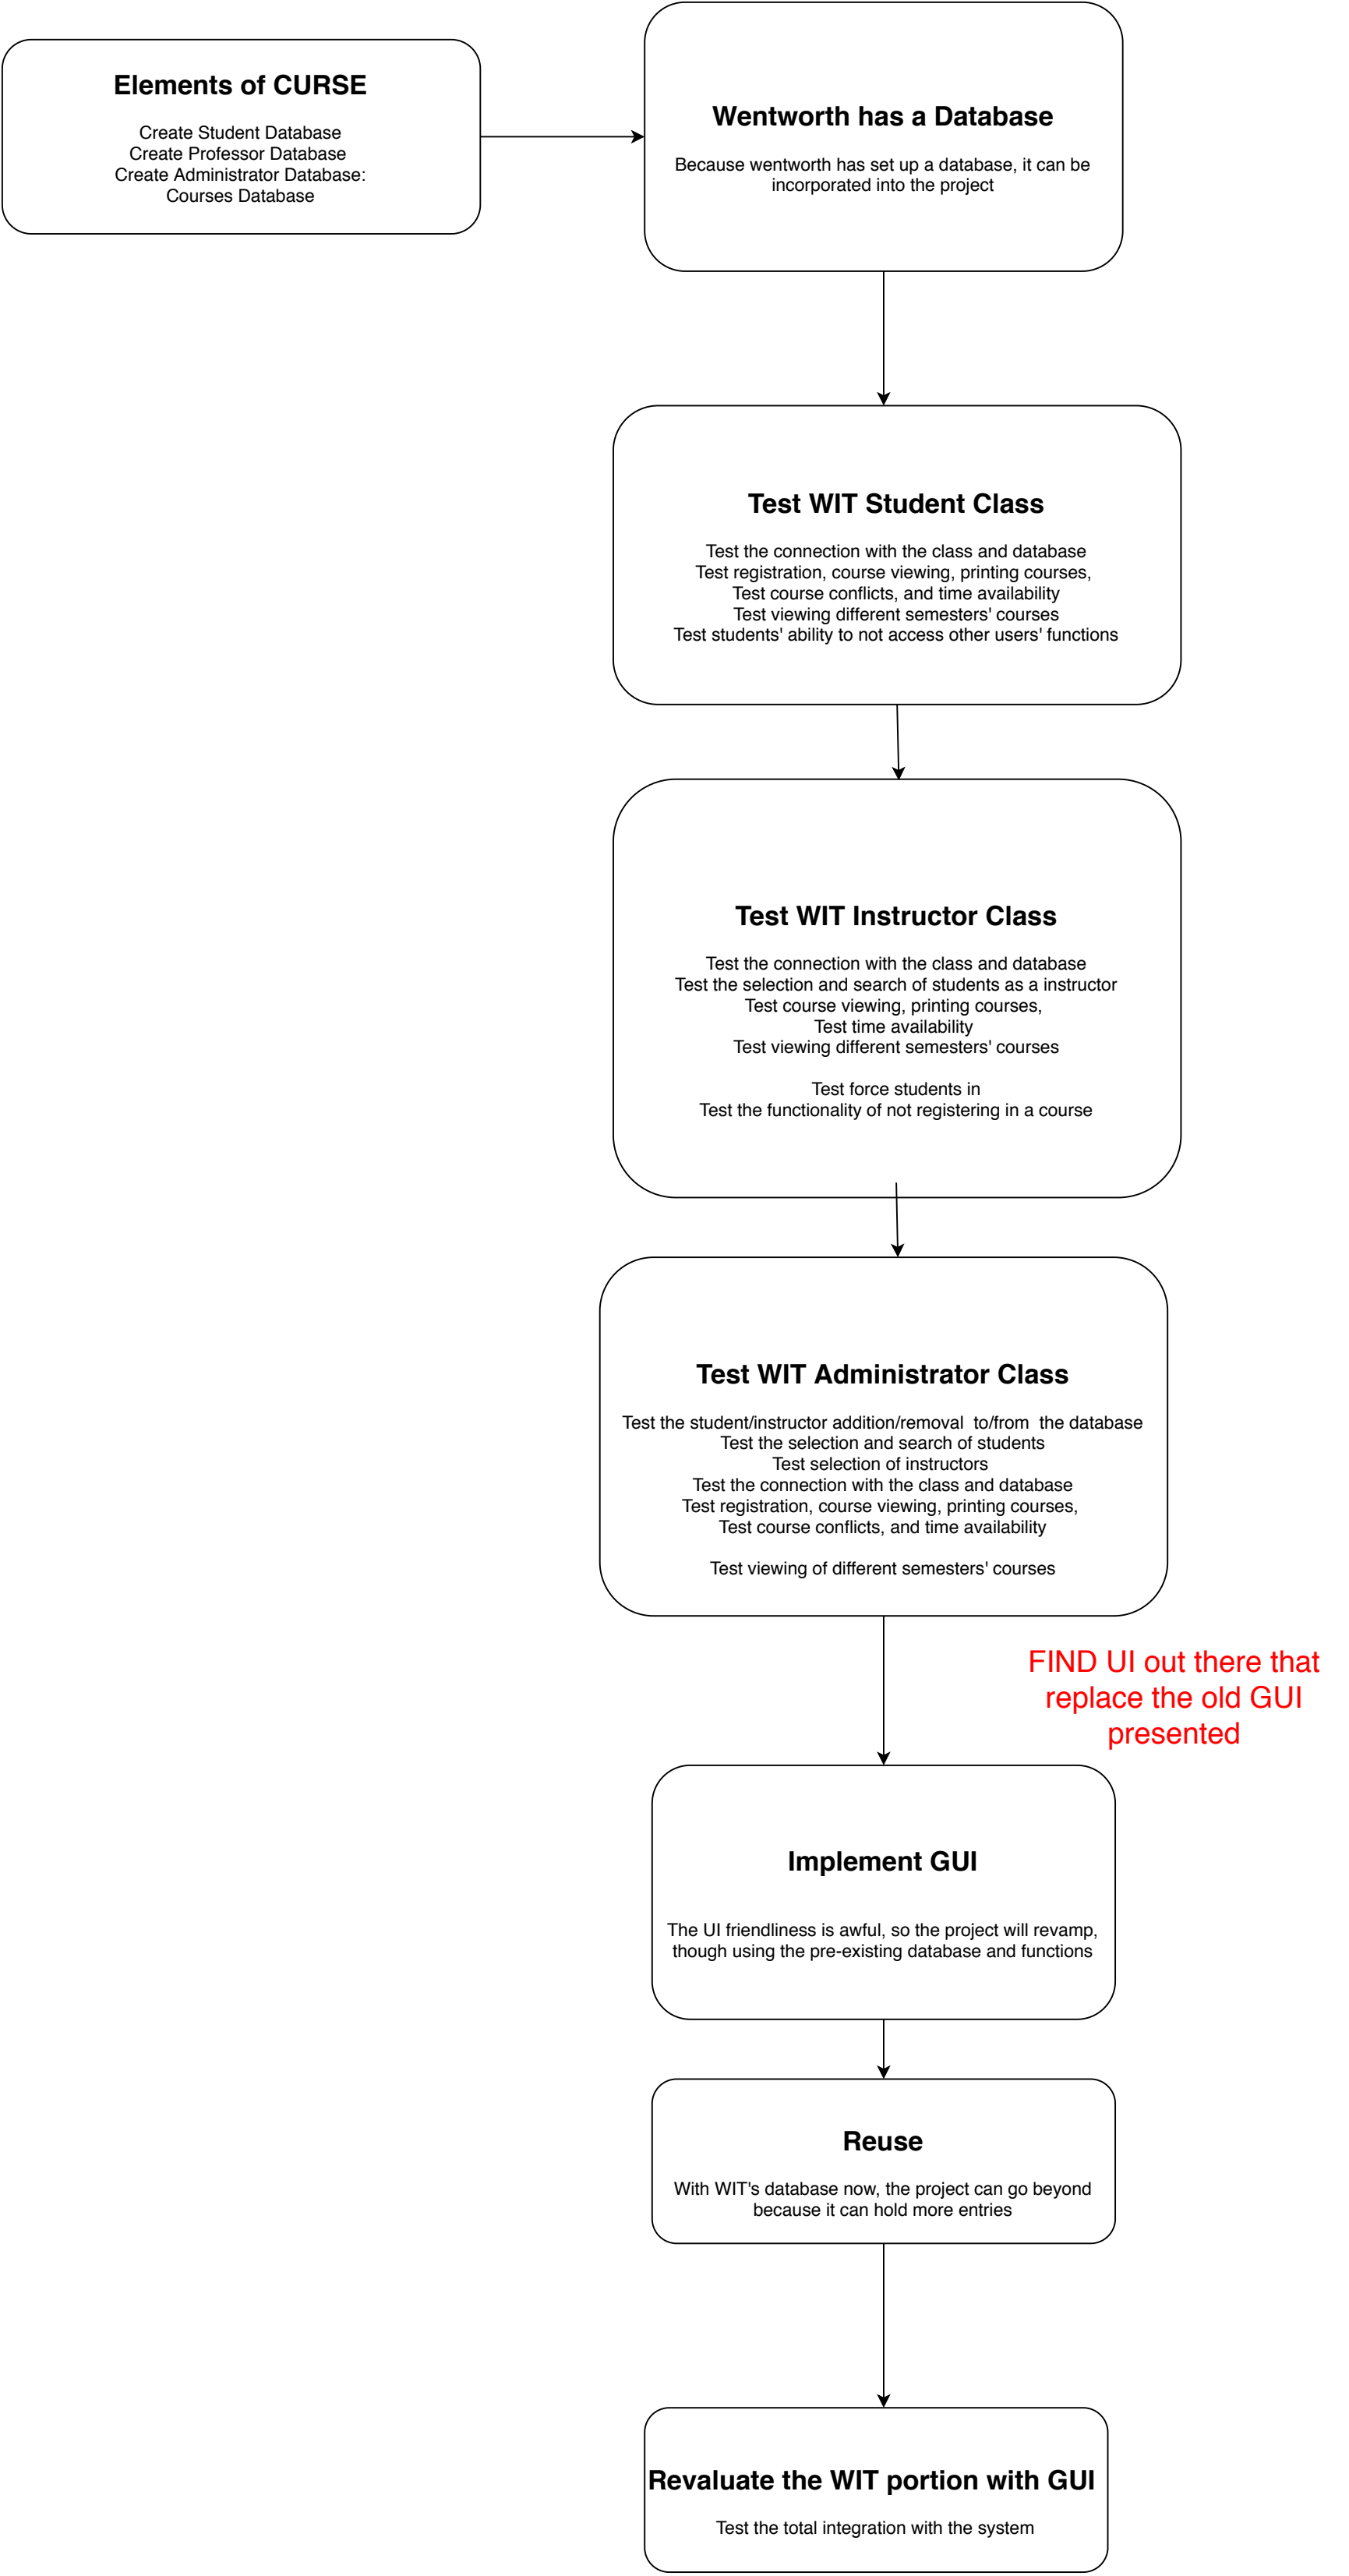 Elements of CURSE
Create Student Database
Create Professor Database
Create Administrator Database:
Courses Database
Wentworth has a Database
Because wentworth has set up a database, it can be
incorporated into the project
Test WIT Student Class
Test the connection with the class and database
Test registration, course viewing, printing courses,
Test course conflicts, and time availability
Test viewing different semesters' courses
Test students' ability to not access other users' functions
Test WIT Instructor Class
Test the connection with the class and database
Test the selection and search of students as a instructor
Test course viewing, printing courses,
Test time availability
Test viewing different semesters' courses
Test force students in
Test the functionality of not registering in a course
Test WIT Administrator Class
Test the student/instructor addition/removal  to/from  the database
Test the selection and search of students
Test selection of instructors
Test the connection with the class and database
Test registration, course viewing, printing courses,
Test course conflicts, and time availability
Test viewing of different semesters' courses
FIND UI out there that
replace the old GUI
presented
Implement GUI
The UI friendliness is awful, so the project will revamp,
though using the pre-existing database and functions
Reuse
With WIT's database now, the project can go beyond
because it can hold more entries
Revaluate the WIT portion with GUI
Test the total integration with the system